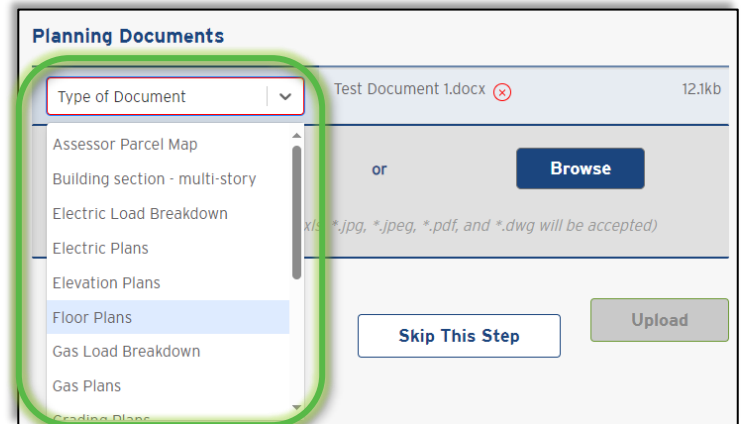 Planning Documents
Type of Document
Test Document 1.docx
12.1kb
Assessor Parcel Map
Building section - multi-story
Electric Load Breakdown
Electric Plans
Elevation Plans
Floor Plans
Gas Load Breakdown
Gas Plans
Grading Plans
or
Browse
*.jpg, *.jpeg, *.pdf, and *.dwg will be accepted)
Skip This Step
Upload